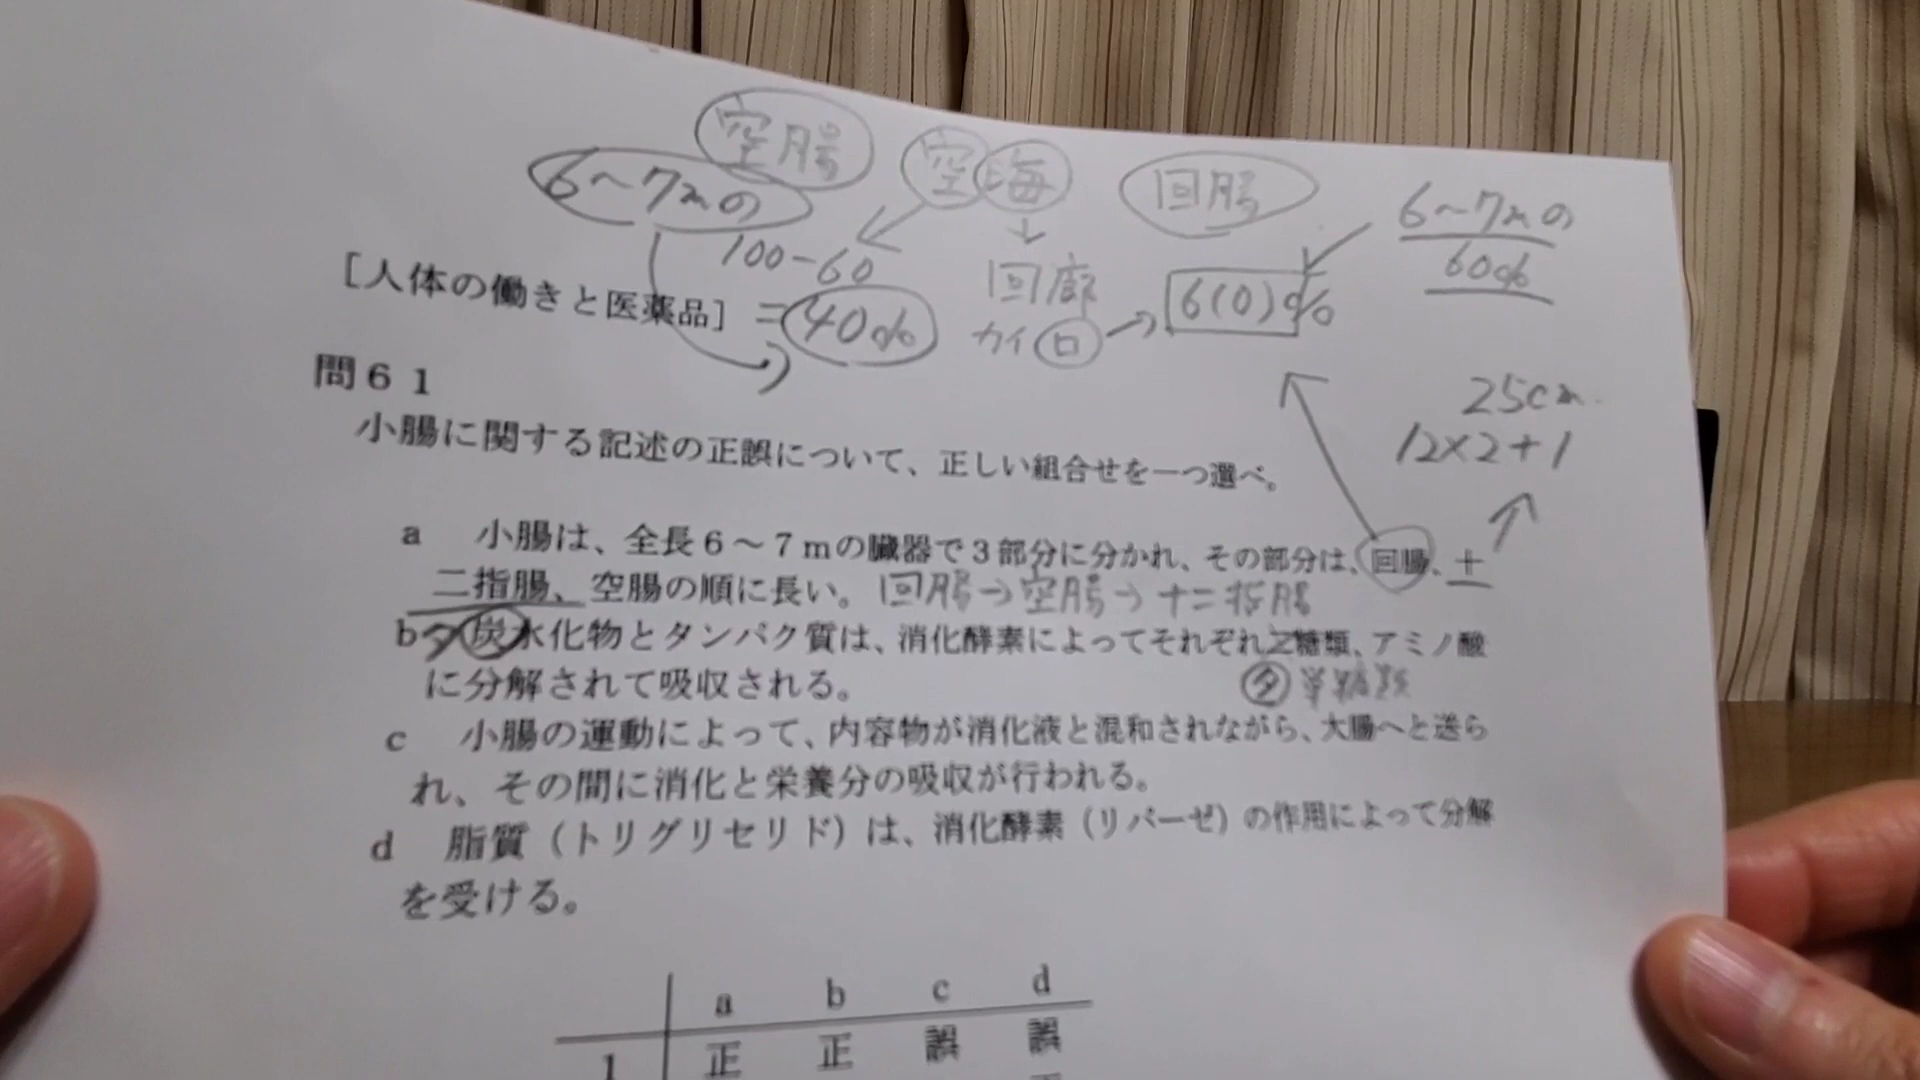 空腸 空海 回腸
6～7mの 6～7mの
100-60 回廊 60%
[人体の働きと医薬品] =40% カイロ 6(0)%
問61 25cm
小腸に関する記述の正誤について、正しい組合せを一つ選べ。 12×2+1
a 小腸は、全長6～7mの臓器で3部分に分かれ、その部分は、回腸、十
二指腸、空腸の順に長い。 回腸→空腸→十二指腸
b 炭水化物とタンパク質は、消化酵素によってそれぞれ二糖類、アミノ酸
に分解されて吸収される。 単糖類
c 小腸の運動によって、内容物が消化液と混和されながら、大腸へと送ら
れ、その間に消化と栄養分の吸収が行われる。
d 脂質（トリグリセリド）は、消化酵素（リパーゼ）の作用によって分解
を受ける。
a b c d
1 正 正 誤 誤